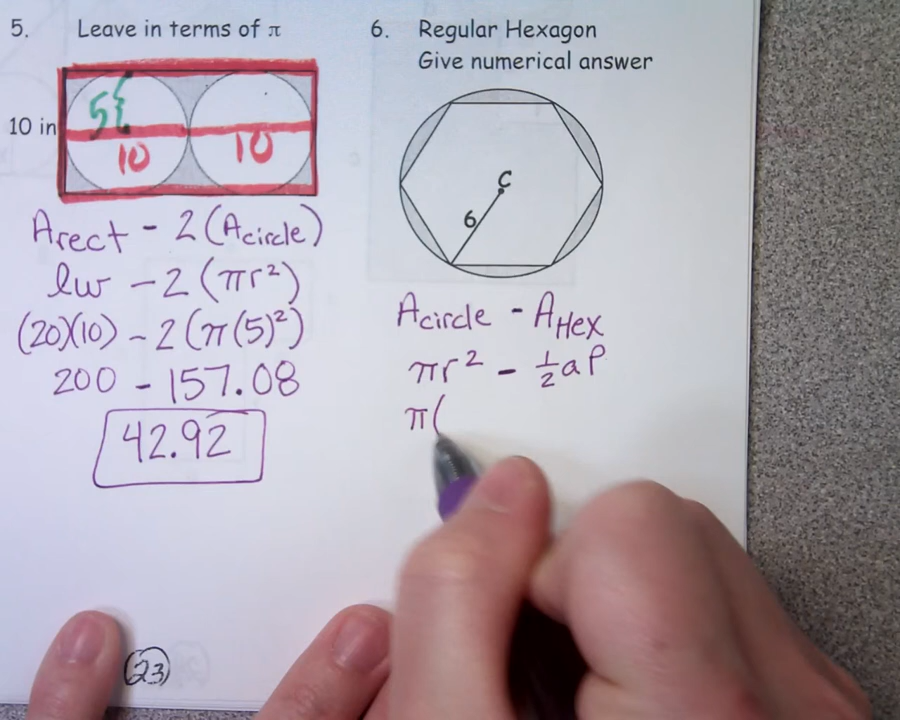 5. Leave in terms of π
10 in
5{
10
10
Arect - 2(Acircle)
lw - 2(πr²)
(20)(10) - 2(π(5)²)
200 - 157.08
42.92
23
6. Regular Hexagon
Give numerical answer
C
6
Acircle - AHex
πr² - ½aP
π(